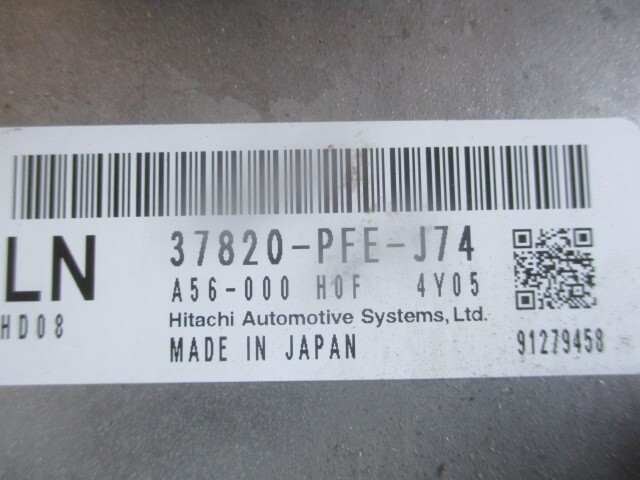 37820-PFE-J74
LN
A56-000 H0F 4Y05
HD08
Hitachi Automotive Systems, Ltd.
MADE IN JAPAN
91279458